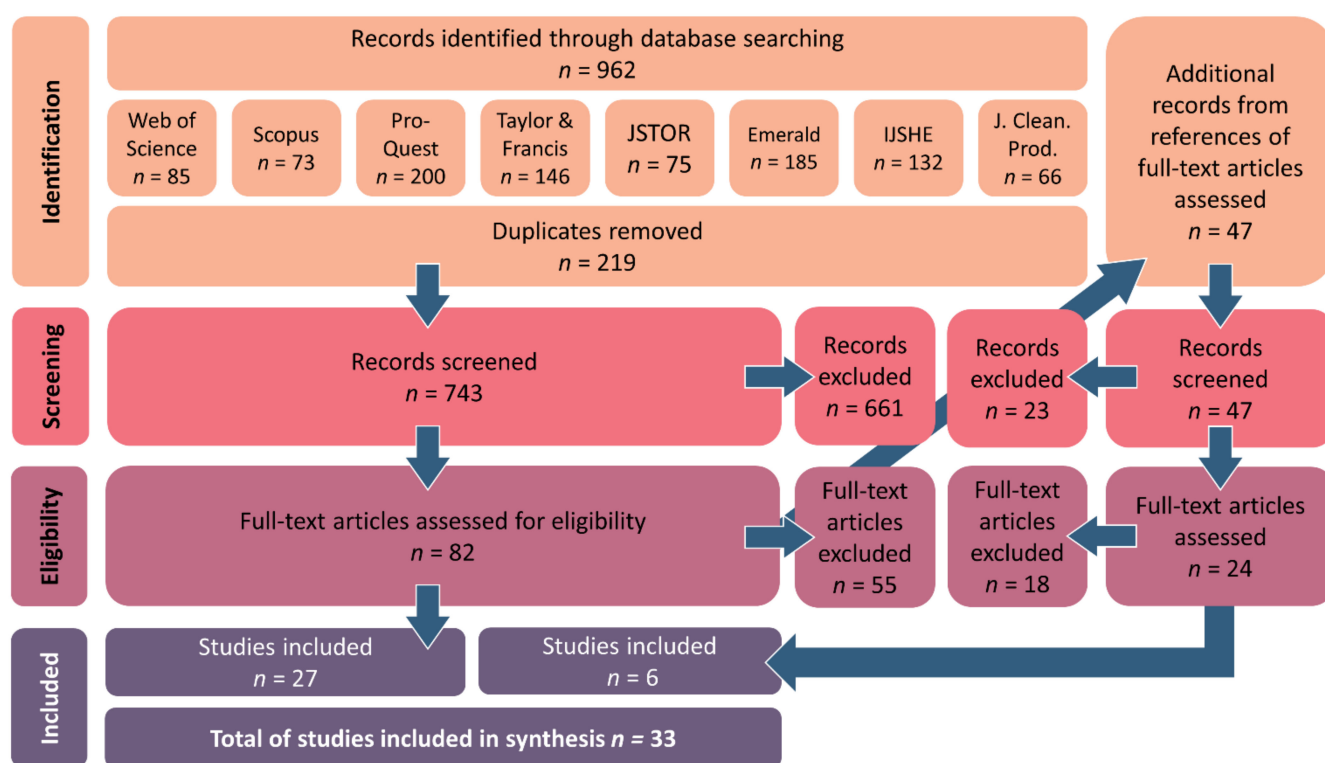 Identification
Records identified through database searching
n = 962
Web of
Science
n = 85
Scopus
n = 73
Pro-
Quest
n = 200
Taylor &
Francis
n = 146
JSTOR
n = 75
Emerald
n = 185
IJSHE
n = 132
J. Clean.
Prod.
n = 66
Duplicates removed
n = 219
Additional
records from
references of
full-text articles
assessed
n = 47
Screening
Records screened
n = 743
Records
excluded
n = 661
Records
excluded
n = 23
Records
screened
n = 47
Eligibility
Full-text articles assessed for eligibility
n = 82
Full-text
articles
excluded
n = 55
Full-text
articles
excluded
n = 18
Full-text articles
assessed
n = 24
Included
Studies included
n = 27
Studies included
n = 6
Total of studies included in synthesis n = 33